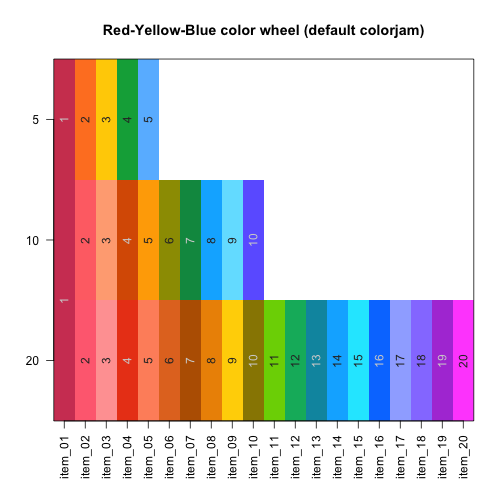 Red-Yellow-Blue color wheel (default colorjam)
5
1 2 3 4 5
10
2 3 4 5 6 7 8 9 10
1
20
2 3 4 5 6 7 8 9 10 11 12 13 14 15 16 17 18 19 20
item_01 item_02 item_03 item_04 item_05 item_06 item_07 item_08 item_09 item_10 item_11 item_12 item_13 item_14 item_15 item_16 item_17 item_18 item_19 item_20